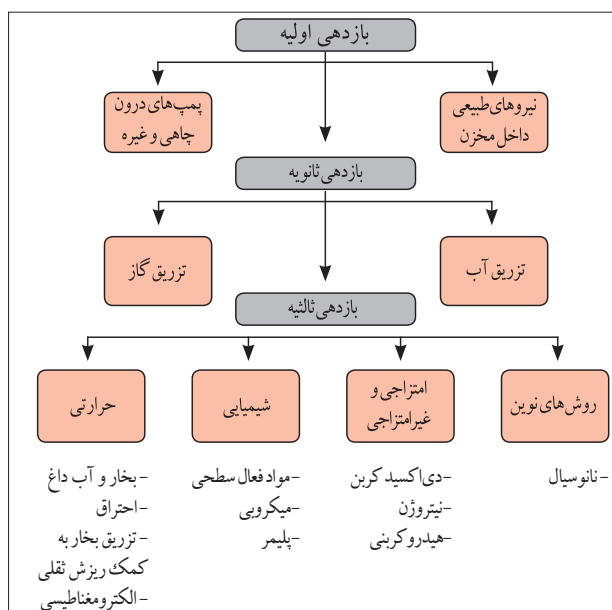 بازدهی اولیه
نیروهای طبیعی
داخل مخزن
پمپ‌های درون
چاهی و غیره
بازدهی ثانویه
تزریق آب
تزریق گاز
بازدهی ثالثیه
روش‌های نوین
امتزاجی و
غیرامتزاجی
شیمیایی
حرارتی
- نانوسیال
- دی‌اکسید کربن
- نیتروژن
- هیدروکربنی
- مواد فعال سطحی
- میکروبی
- پلیمر
- بخار و آب داغ
- احتراق
- تزریق بخار به
کمک ریزش ثقلی
- الکترومغناطیسی